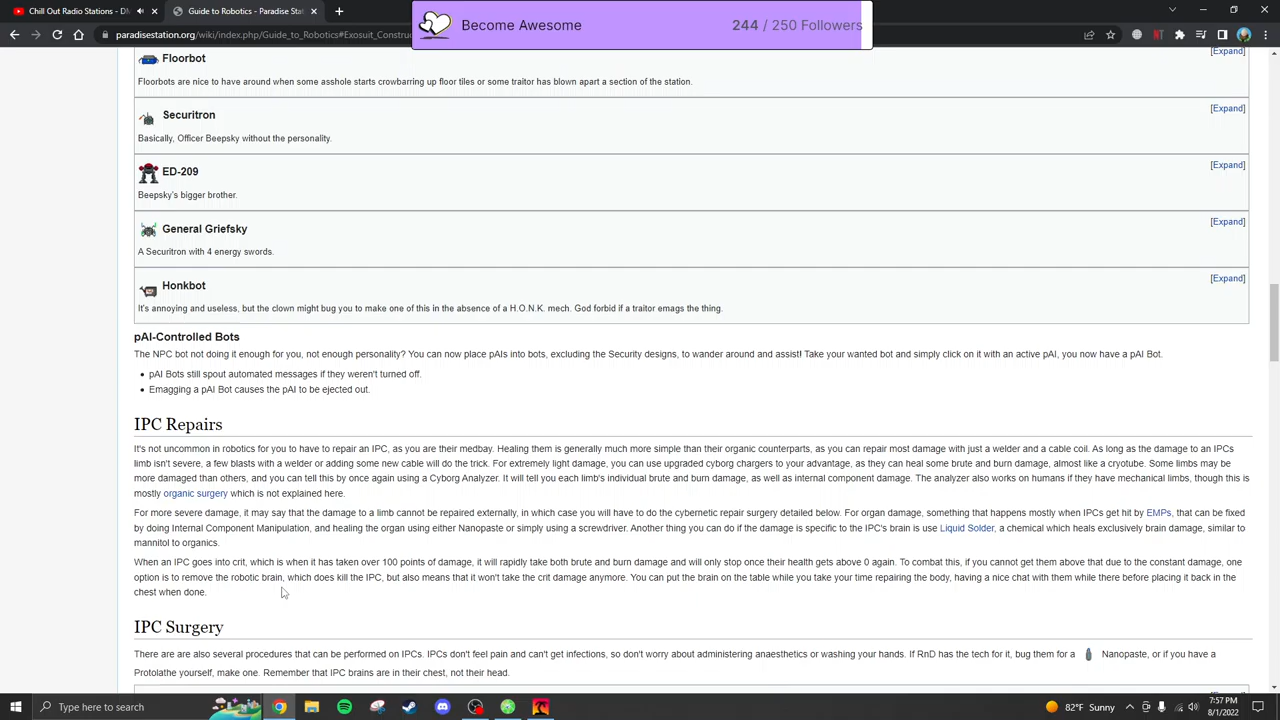 Chill Out Radio Stations - DI
Guide to Robotics - Paradise Stati
Become Awesome
244 / 250 Followers
paradisestation.org/wiki/index.php/Guide_to_Robotics#Exosuit_Constru
Floorbot
[Expand]
Floorbots are nice to have around when some asshole starts crowbarring up floor tiles or some traitor has blown apart a section of the station.
Securitron
[Expand]
Basically, Officer Beepsky without the personality.
ED-209
[Expand]
Beepsky's bigger brother.
General Griefsky
[Expand]
A Securitron with 4 energy swords.
Honkbot
[Expand]
It's annoying and useless, but the clown might bug you to make one of this in the absence of a H.O.N.K. mech. God forbid if a traitor emags the thing.
pAI-Controlled Bots
The NPC bot not doing it enough for you, not enough personality? You can now place pAIs into bots, excluding the Security designs, to wander around and assist! Take your wanted bot and simply click on it with an active pAI, you now have a pAI Bot.
pAI Bots still spout automated messages if they weren't turned off.
Emagging a pAI Bot causes the pAI to be ejected out.
IPC Repairs
It's not uncommon in robotics for you to have to repair an IPC, as you are their medbay. Healing them is generally much more simple than their organic counterparts, as you can repair most damage with just a welder and a cable coil. As long as the damage to an IPCs
limb isn't severe, a few blasts with a welder or adding some new cable will do the trick. For extremely light damage, you can use upgraded cyborg chargers to your advantage, as they can heal some brute and burn damage, almost like a cryotube. Some limbs may be
more damaged than others, and you can tell this by once again using a Cyborg Analyzer. It will tell you each limb's individual brute and burn damage, as well as internal component damage. The analyzer also works on humans if they have mechanical limbs, though this is
mostly organic surgery which is not explained here.
For more severe damage, it may say that the damage to a limb cannot be repaired externally, in which case you will have to do the cybernetic repair surgery detailed below. For organ damage, something that happens mostly when IPCs get hit by EMPs, that can be fixed
by doing Internal Component Manipulation, and healing the organ using either Nanopaste or simply using a screwdriver. Another thing you can do if the damage is specific to the IPC's brain is use Liquid Solder, a chemical which heals exclusively brain damage, similar to
mannitol to organics.
When an IPC goes into crit, which is when it has taken over 100 points of damage, it will rapidly take both brute and burn damage and will only stop once their health gets above 0 again. To combat this, if you cannot get them above that due to the constant damage, one
option is to remove the robotic brain, which does kill the IPC, but also means that it won't take the crit damage anymore. You can put the brain on the table while you take your time repairing the body, having a nice chat with them while there before placing it back in the
chest when done.
IPC Surgery
There are are also several procedures that can be performed on IPCs. IPCs don't feel pain and can't get infections, so don't worry about administering anaesthetics or washing your hands. If RnD has the tech for it, bug them for a Nanopaste, or if you have a
Protolathe yourself, make one. Remember that IPC brains are in their chest, not their head.
Type here to search
82°F Sunny
7:57 PM
8/1/2022